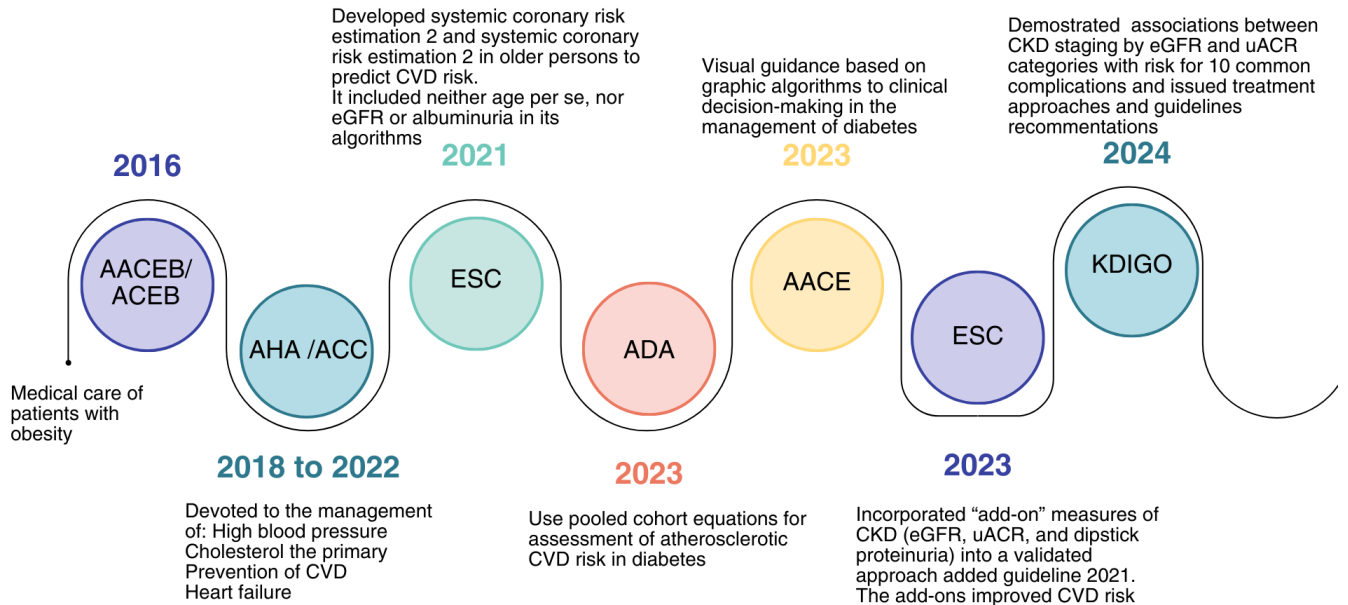 2016
AACEB/
ACEB
Medical care of
patients with
obesity
AHA /ACC
2018 to 2022
Devoted to the management
of: High blood pressure
Cholesterol the primary
Prevention of CVD
Heart failure
Developed systemic coronary risk
estimation 2 and systemic coronary
risk estimation 2 in older persons to
predict CVD risk.
It included neither age per se, nor
eGFR or albuminuria in its
algorithms
2021
ESC
ADA
2023
Use pooled cohort equations for
assessment of atherosclerotic
CVD risk in diabetes
Visual guidance based on
graphic algorithms to clinical
decision-making in the
management of diabetes
2023
AACE
ESC
2023
Incorporated “add-on” measures of
CKD (eGFR, uACR, and dipstick
proteinuria) into a validated
approach added guideline 2021.
The add-ons improved CVD risk
Demostrated  associations between
CKD staging by eGFR and uACR
categories with risk for 10 common
complications and issued treatment
approaches and guidelines
recommentations
2024
KDIGO